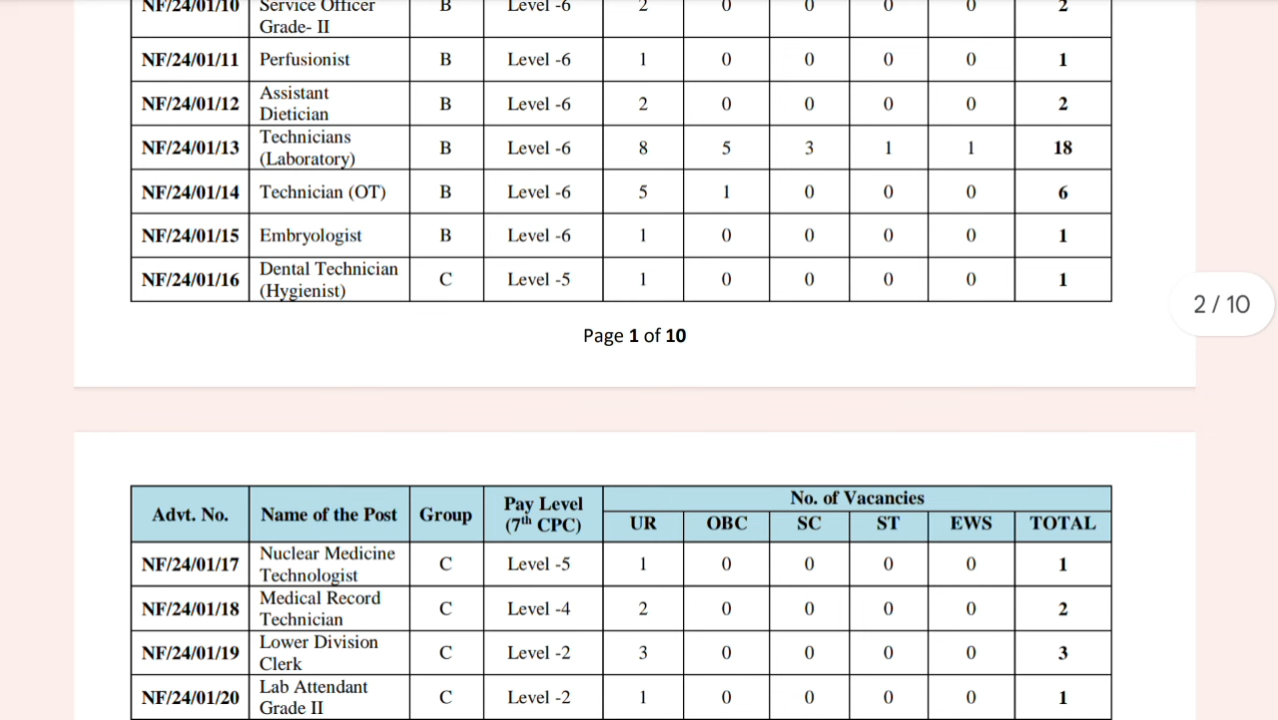 NF/24/01/10 Service Officer B Level -6 2 0 0 0 0 2
Grade- II
NF/24/01/11 Perfusionist B Level -6 1 0 0 0 0 1
Assistant
NF/24/01/12 B Level -6 2 0 0 0 0 2
Dietician
Technicians
NF/24/01/13 B Level -6 8 5 3 1 1 18
(Laboratory)
NF/24/01/14 Technician (OT) B Level -6 5 1 0 0 0 6
NF/24/01/15 Embryologist B Level -6 1 0 0 0 0 1
Dental Technician
NF/24/01/16 C Level -5 1 0 0 0 0 1
(Hygienist)
2 / 10
Page 1 of 10
No. of Vacancies
Advt. No. Name of the Post Group Pay Level
(7th CPC)
UR OBC SC ST EWS TOTAL
Nuclear Medicine
NF/24/01/17 C Level -5 1 0 0 0 0 1
Technologist
Medical Record
NF/24/01/18 C Level -4 2 0 0 0 0 2
Technician
Lower Division
NF/24/01/19 C Level -2 3 0 0 0 0 3
Clerk
Lab Attendant
NF/24/01/20 C Level -2 1 0 0 0 0 1
Grade II